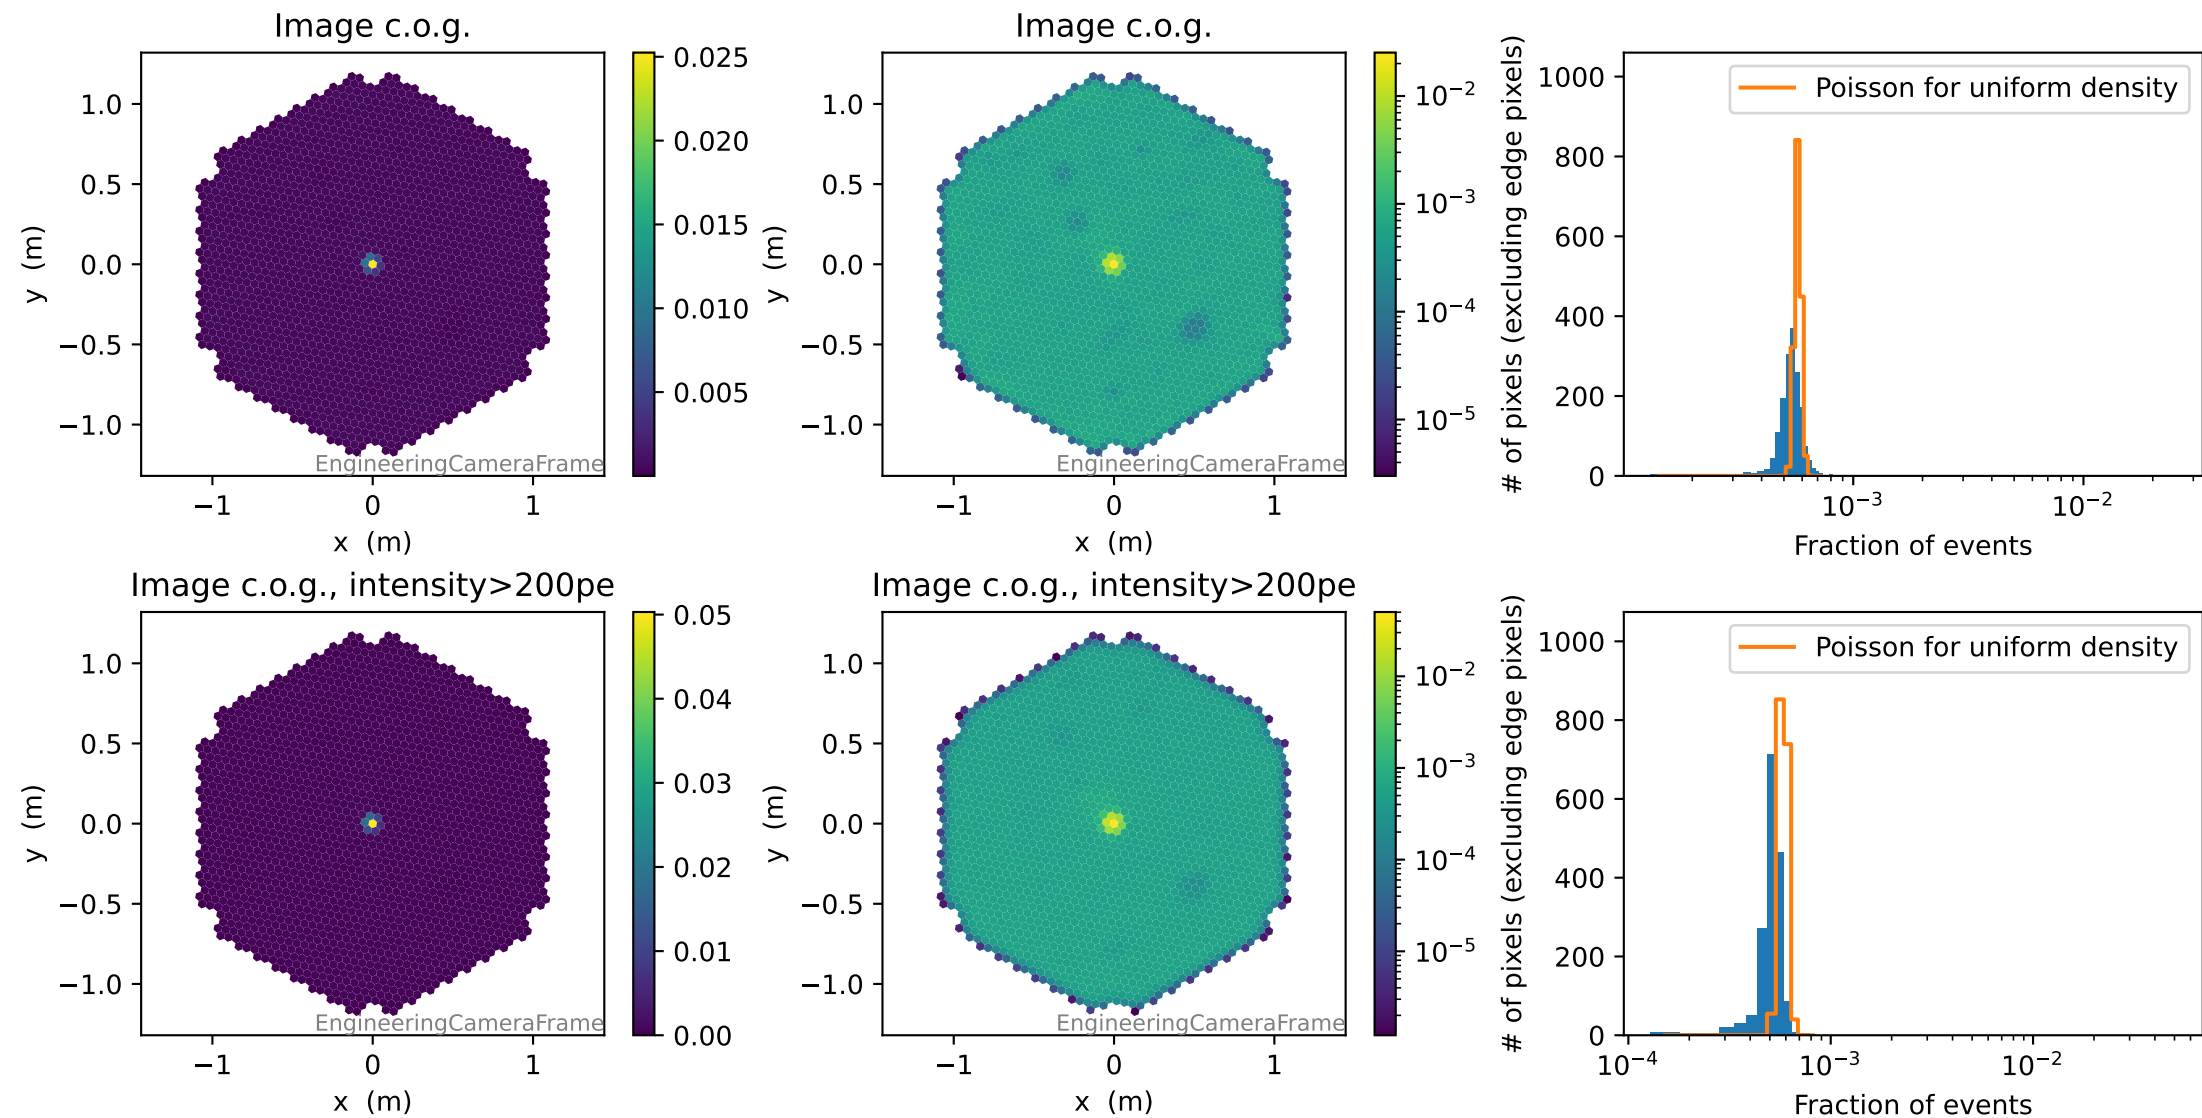 Image c.o.g.
1.0
0.5
0.0
−0.5
−1.0
y (m)
−1 0 1
x (m)
EngineeringCameraFrame
0.025
0.020
0.015
0.010
0.005
Image c.o.g.
y (m)
1.0
0.5
0.0
−0.5
−1.0
−1 0 1
x (m)
EngineeringCameraFrame
10⁻²
10⁻³
10⁻⁴
10⁻⁵
# of pixels (excluding edge pixels)
1000
800
600
400
200
0
Poisson for uniform density
10⁻³ 10⁻²
Fraction of events
Image c.o.g., intensity>200pe
1.0
0.5
0.0
−0.5
−1.0
y (m)
−1 0 1
x (m)
EngineeringCameraFrame
0.05
0.04
0.03
0.02
0.01
0.00
Image c.o.g., intensity>200pe
y (m)
1.0
0.5
0.0
−0.5
−1.0
−1 0 1
x (m)
EngineeringCameraFrame
10⁻²
10⁻³
10⁻⁴
10⁻⁵
# of pixels (excluding edge pixels)
1000
800
600
400
200
0
Poisson for uniform density
10⁻⁴ 10⁻³ 10⁻²
Fraction of events